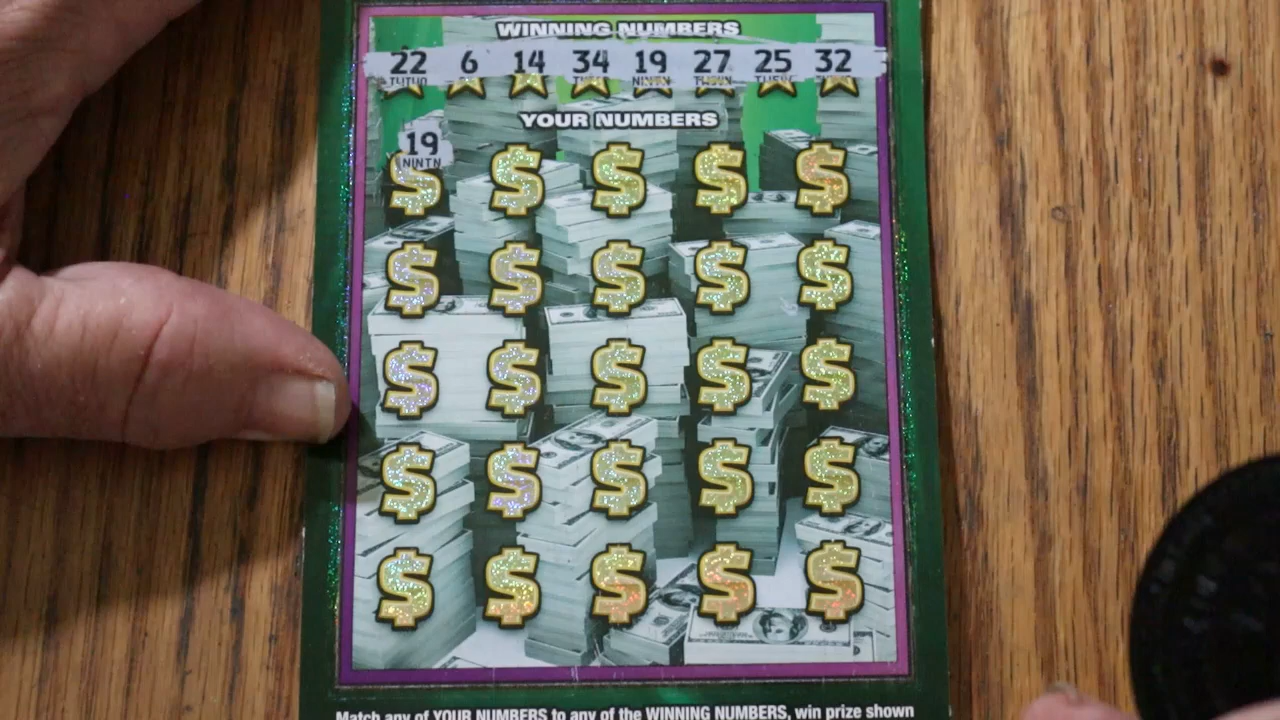 WINNING NUMBERS
22 6 14 34 19 27 25 32
YOUR NUMBERS
19
NINTN
Match any of YOUR NUMBERS to any of the WINNING NUMBERS, win prize shown